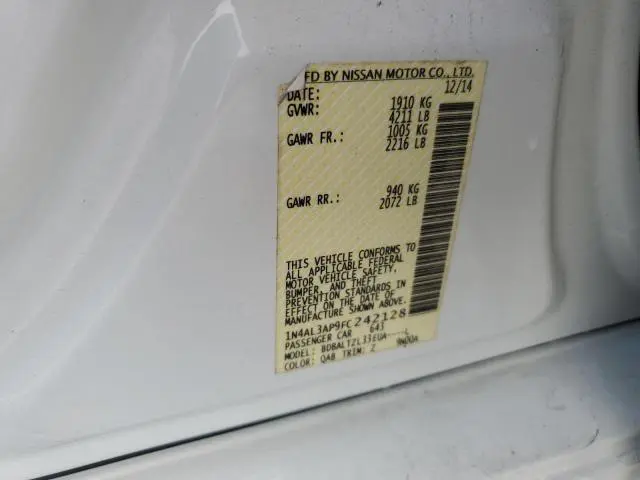 FD BY NISSAN MOTOR CO., LTD.
DATE: 12/14
GVWR: 1910 KG
4211 LB
GAWR FR.: 1005 KG
2216 LB
GAWR RR.: 940 KG
2072 LB
THIS VEHICLE CONFORMS TO
ALL APPLICABLE FEDERAL
MOTOR VEHICLE SAFETY,
BUMPER, AND THEFT
PREVENTION STANDARDS IN
EFFECT ON THE DATE OF
MANUFACTURE SHOWN ABOVE.
1N4AL3AP9FC242128
PASSENGER CAR 643
MODEL: BDBALTZL33EUA----L
COLOR: QAB TRIM: Z